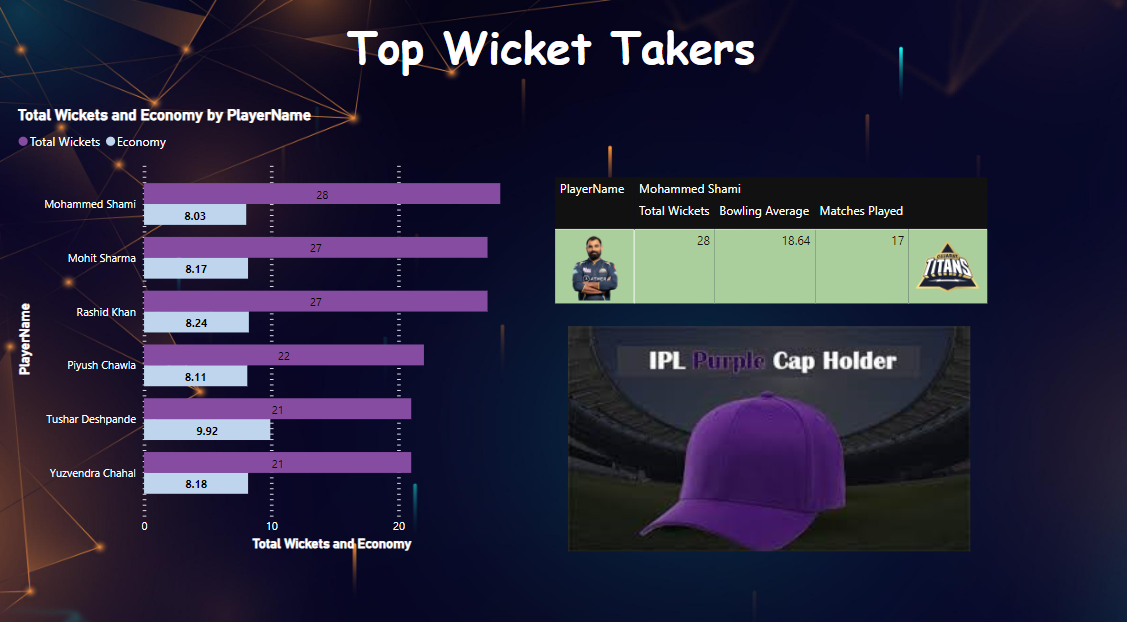 Top Wicket Takers
Total Wickets and Economy by PlayerName
Total Wickets Economy
PlayerName
Mohammed Shami 28
8.03
Mohit Sharma 27
8.17
Rashid Khan 27
8.24
Piyush Chawla 22
8.11
Tushar Deshpande 21
9.92
Yuzvendra Chahal 21
8.18
0 10 20
Total Wickets and Economy
PlayerName Mohammed Shami
Total Wickets Bowling Average Matches Played
28 18.64 17
TITANS
IPL Purple Cap Holder